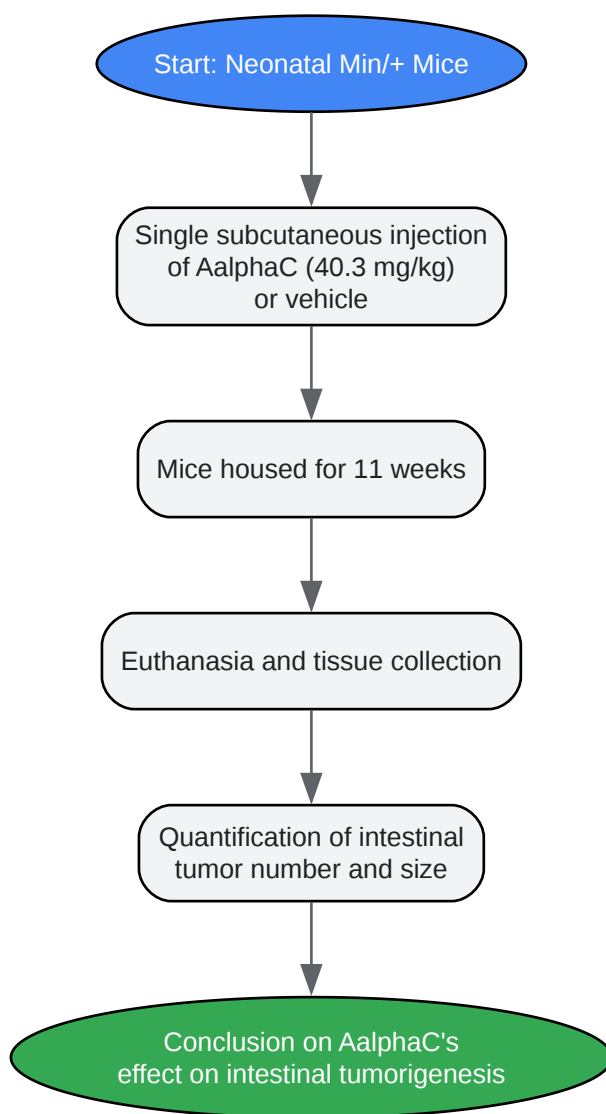 Start: Neonatal Min/+ Mice
Single subcutaneous injection
of AalphaC (40.3 mg/kg)
or vehicle
Mice housed for 11 weeks
Euthanasia and tissue collection
Quantification of intestinal
tumor number and size
Conclusion on AalphaC's
effect on intestinal tumorigenesis